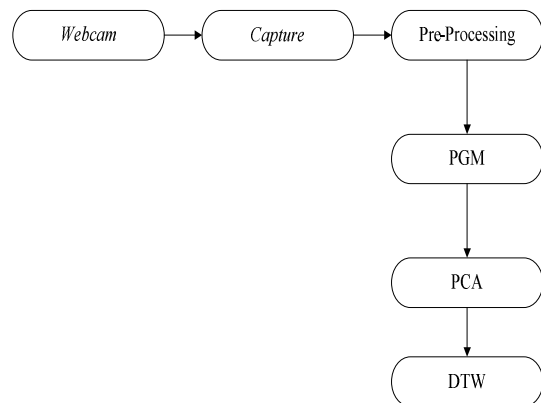 Webcam
Capture
Pre-Processing
PGM
PCA
DTW